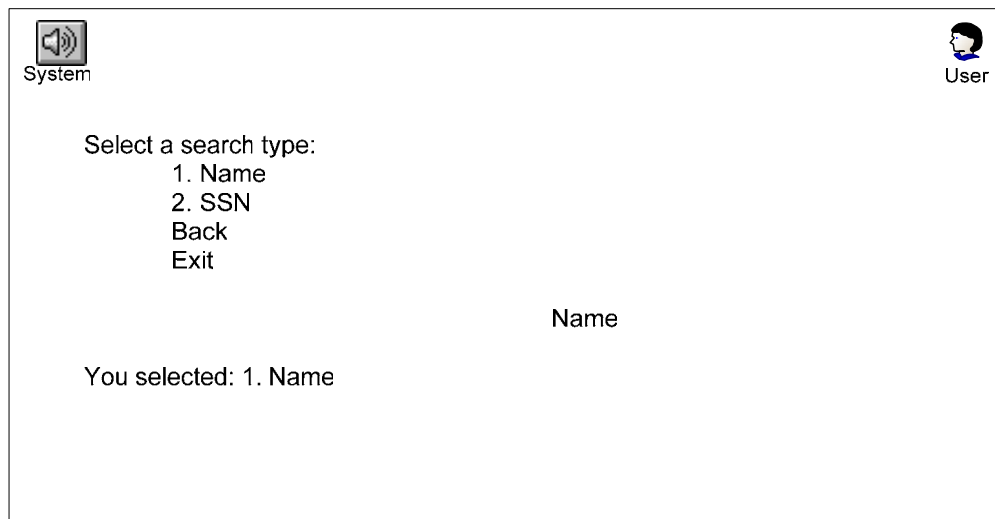 System
User
Select a search type:
1. Name
2. SSN
Back
Exit
Name
You selected: 1. Name